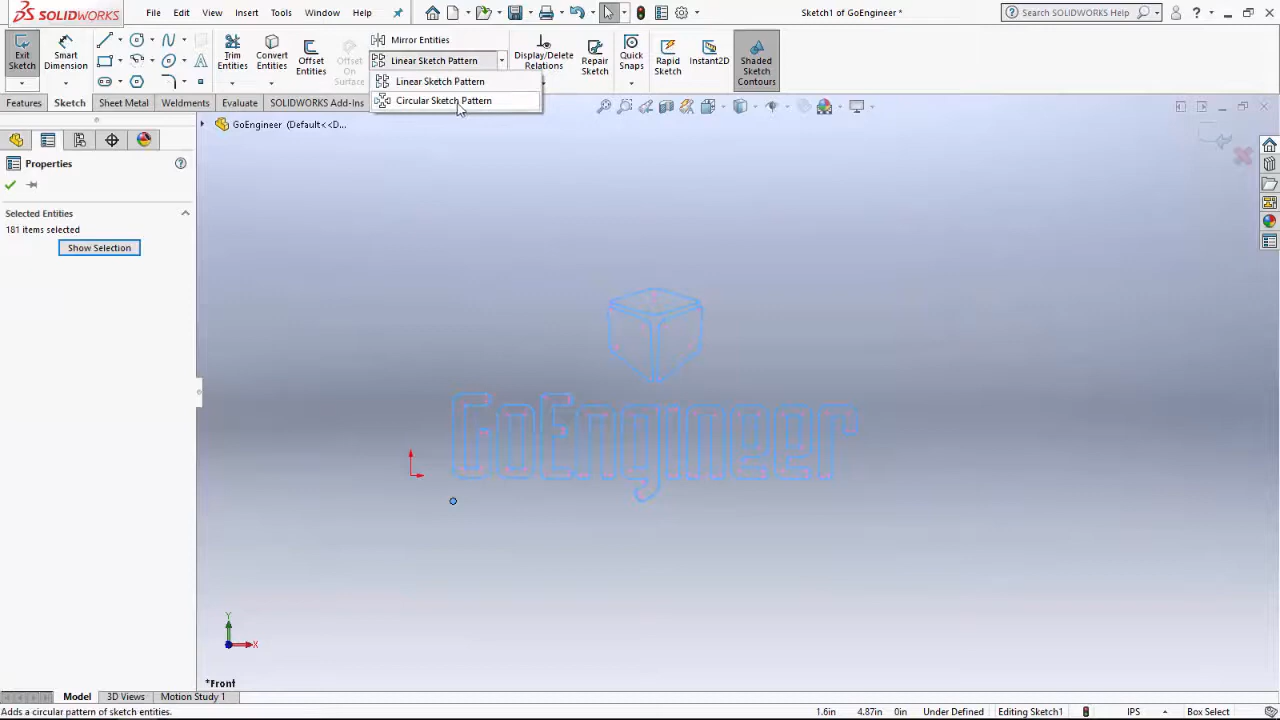 SOLIDWORKS
File
Edit
View
Insert
Tools
Window
Sketch1 of GoEngineer *
Search SOLIDWORKS Help
Exit
Sketch
Smart
Dimension
Trim
Entities
Convert
Entities
Offset
Entities
Offset
On
Surface
Mirror Entities
Linear Sketch Pattern
Linear Sketch Pattern
Circular Sketch Pattern
Display/Delete
Relations
Repair
Sketch
Quick
Snaps
Rapid
Sketch
Instant2D
Shaded
Sketch
Contours
Features
Sketch
Sheet Metal
Weldments
Evaluate
SOLIDWORKS Add-Ins
GoEngineer (Default<<D...
Properties
Selected Entities
181 items selected
Show Selection
GoEngineer
Y
X
*Front
Model
3D Views
Motion Study 1
Adds a circular pattern of sketch entities.
1.6in
4.87in
0in
Under Defined
Editing Sketch1
IPS
Box Select